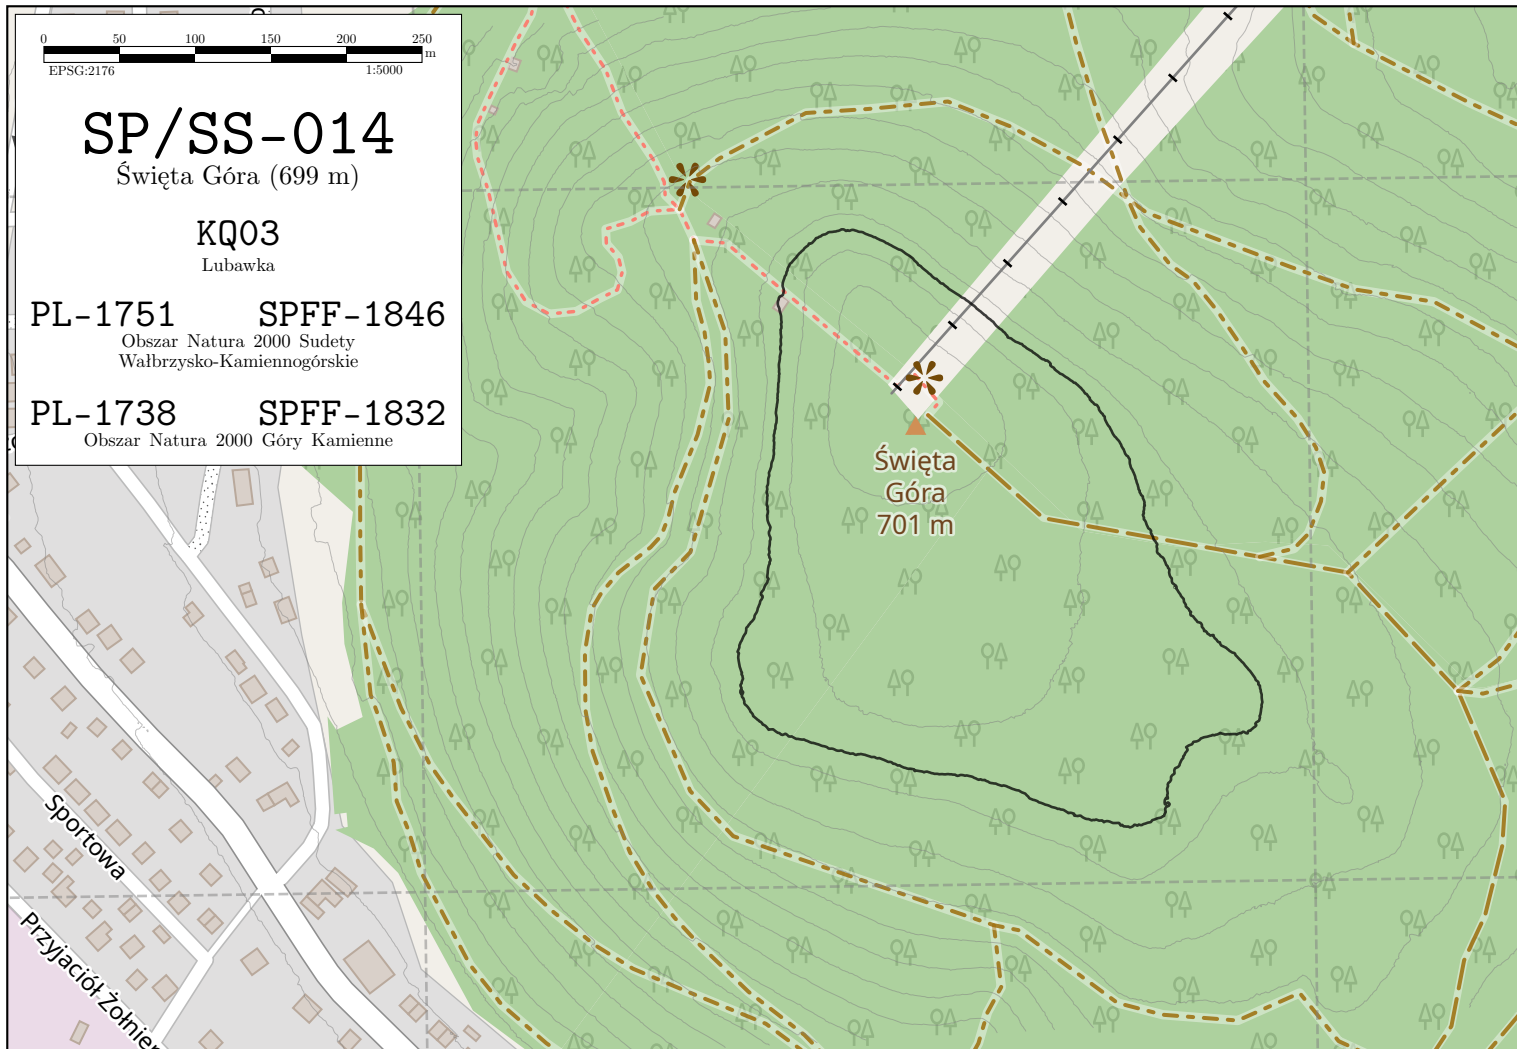 0 50 100 150 200 250
m
EPSG:2176 1:5000
SP/SS-014
Święta Góra (699 m)
KQ03
Lubawka
PL-1751 SPFF-1846
Obszar Natura 2000 Sudety
Wałbrzysko-Kamiennogórskie
PL-1738 SPFF-1832
Obszar Natura 2000 Góry Kamienne
Święta
Góra
701 m
Sportowa
Przyjaciół Żołnier